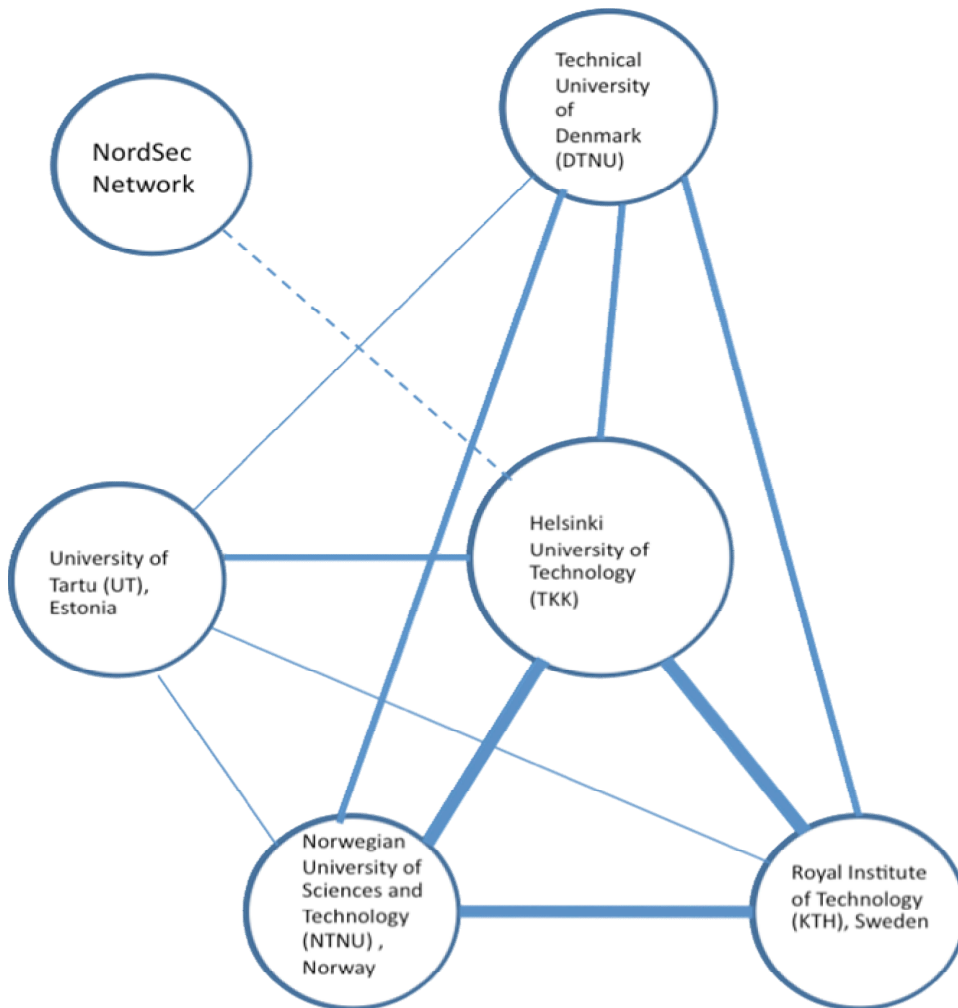 Technical
University
of
Denmark
(DTNU)
NordSec
Network
Helsinki
University of
Technology
(TKK)
University of
Tartu (UT),
Estonia
Norwegian
University of
Sciences and
Technology
(NTNU) ,
Norway
Royal Institute
of Technology
(KTH), Sweden